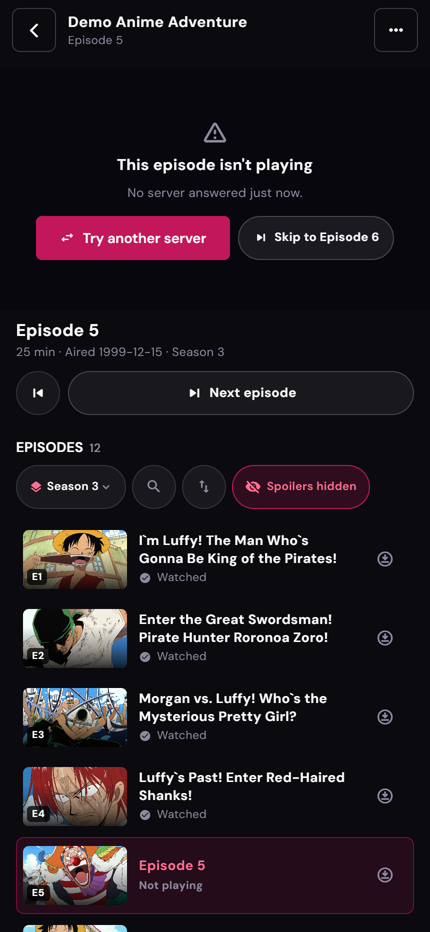 Demo Anime Adventure
Episode 5
This episode isn't playing
No server answered just now.
Try another server
Skip to Episode 6
Episode 5
25 min · Aired 1999-12-15 · Season 3
Next episode
EPISODES 12
Season 3
Spoilers hidden
I`m Luffy! The Man Who`s
Gonna Be King of the Pirates!
Watched
E1
Enter the Great Swordsman!
Pirate Hunter Roronoa Zoro!
Watched
E2
Morgan vs. Luffy! Who`s the
Mysterious Pretty Girl?
Watched
E3
Luffy`s Past! Enter Red-Haired
Shanks!
Watched
E4
Episode 5
Not playing
E5